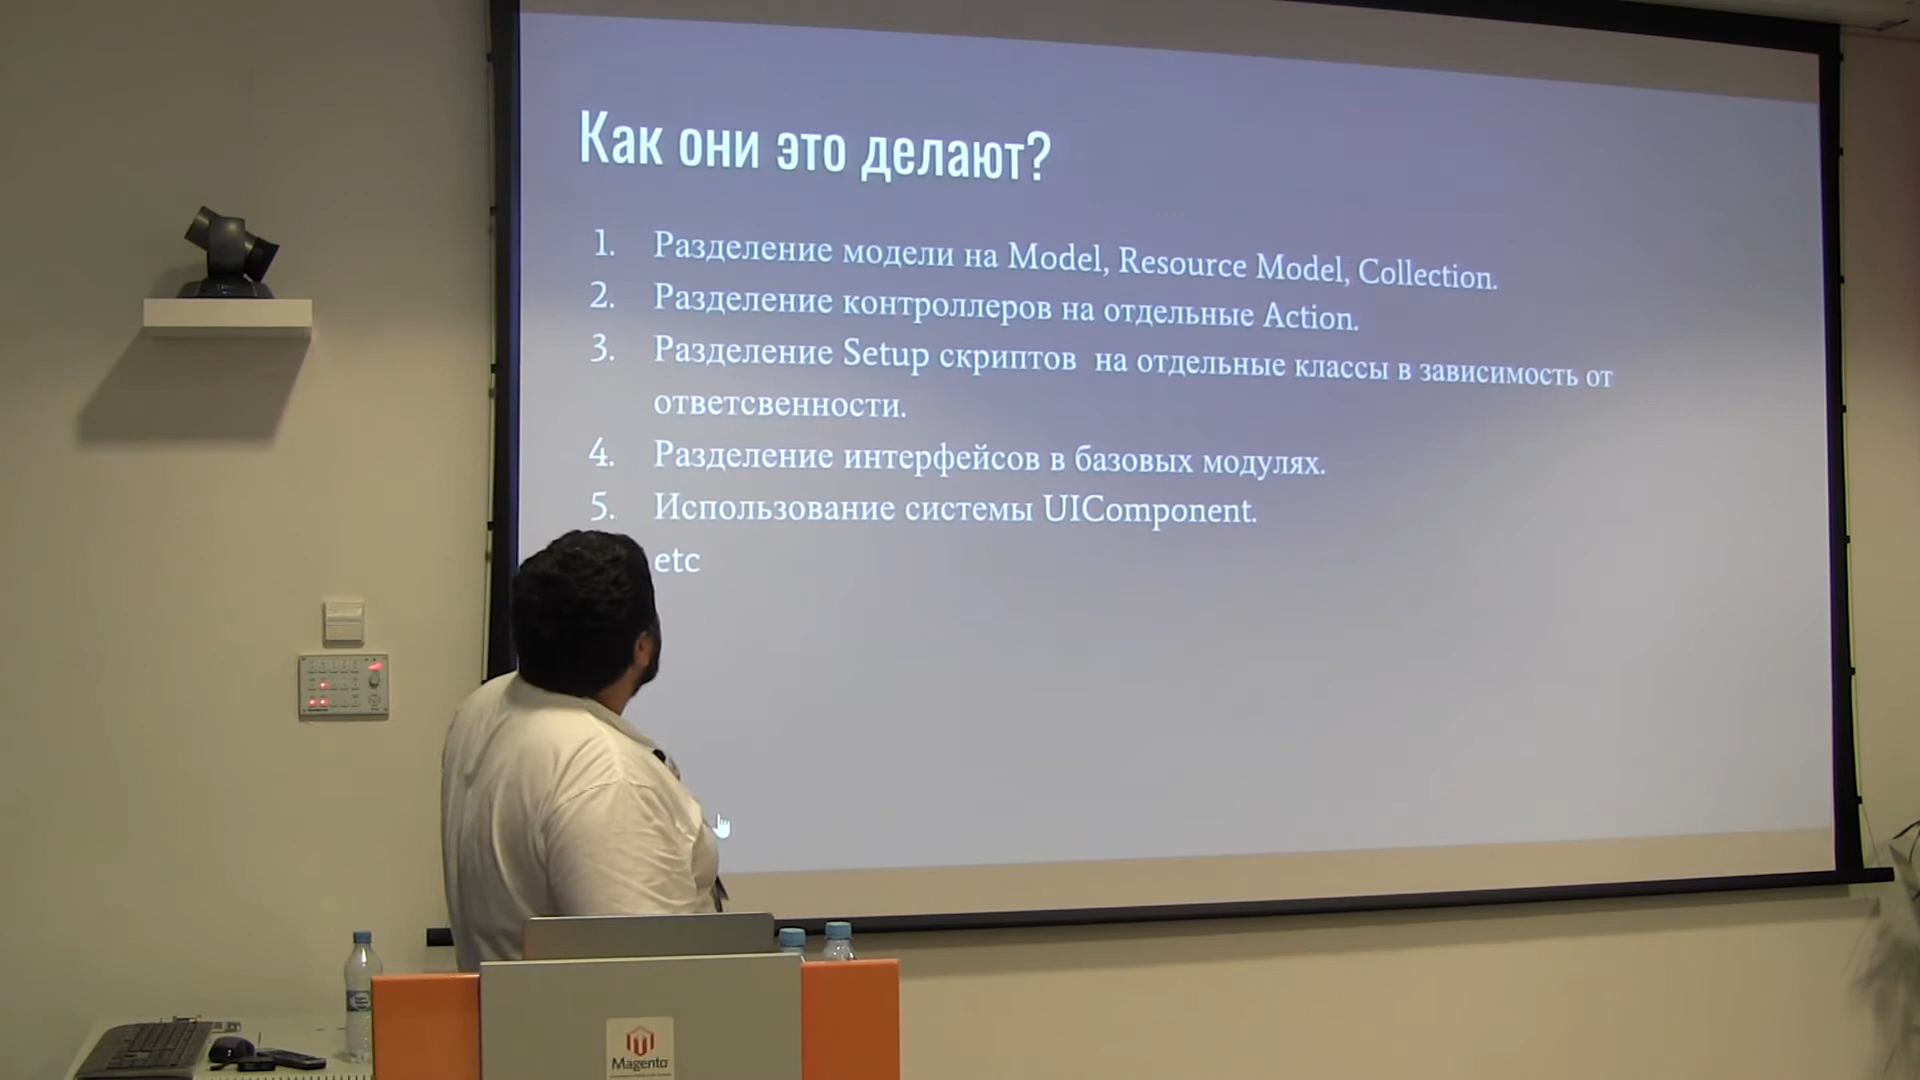 Как они это делают?
1. Разделение модели на Model, Resource Model, Collection.
2. Разделение контроллеров на отдельные Action.
3. Разделение Setup скриптов на отдельные классы в зависимость от
ответсвенности.
4. Разделение интерфейсов в базовых модулях.
5. Использование системы UIComponent.
etc
Magento